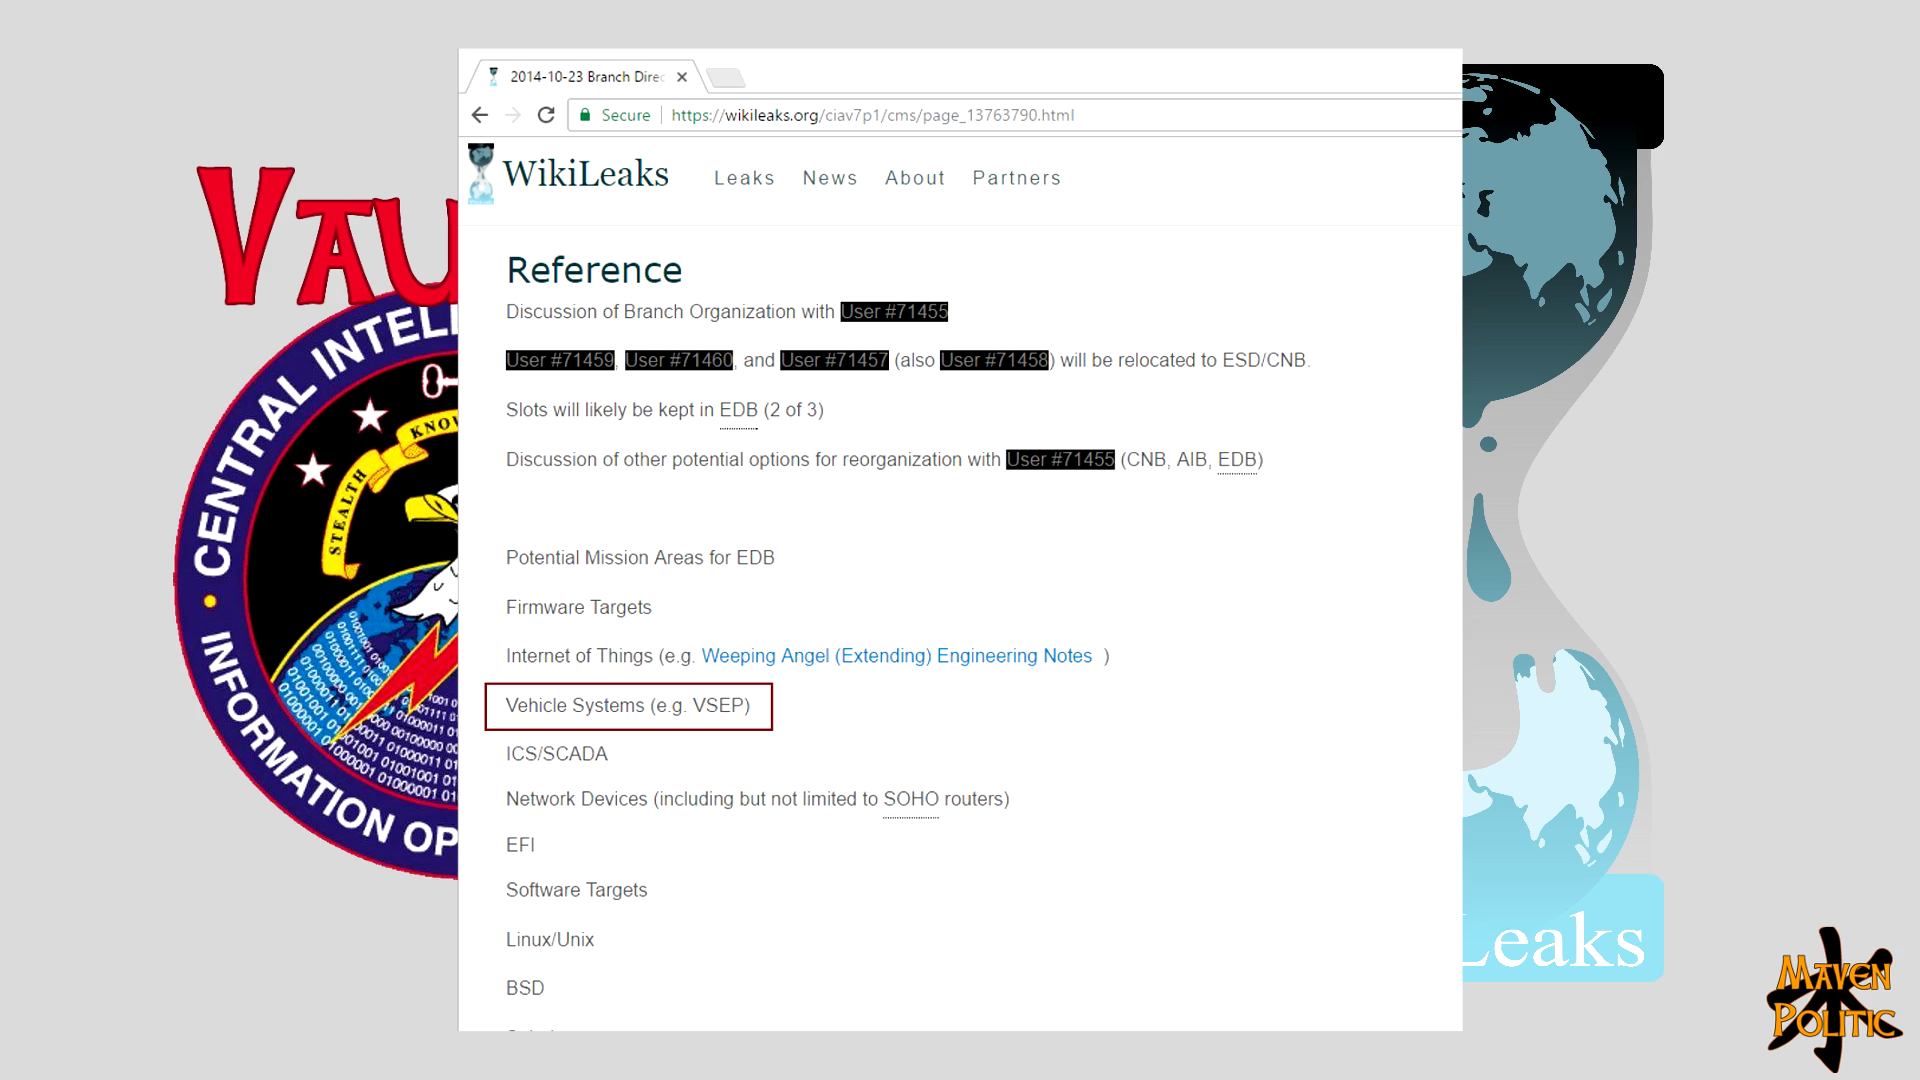 2014-10-23 Branch Direc
Secure
https://wikileaks.org/ciav7p1/cms/page_13763790.html
WikiLeaks Leaks News About Partners
VAU
Reference
Discussion of Branch Organization with User #71455
User #71459, User #71460, and User #71457 (also User #71458) will be relocated to ESD/CNB.
Slots will likely be kept in EDB (2 of 3)
Discussion of other potential options for reorganization with User #71455 (CNB, AIB, EDB)
Potential Mission Areas for EDB
Firmware Targets
Internet of Things (e.g. Weeping Angel (Extending) Engineering Notes )
Vehicle Systems (e.g. VSEP)
ICS/SCADA
Network Devices (including but not limited to SOHO routers)
EFI
Software Targets
Linux/Unix
BSD
CENTRAL INTEL
INFORMATION OP
STEALTH
KNO
Leaks
MAVEN
POLITIC